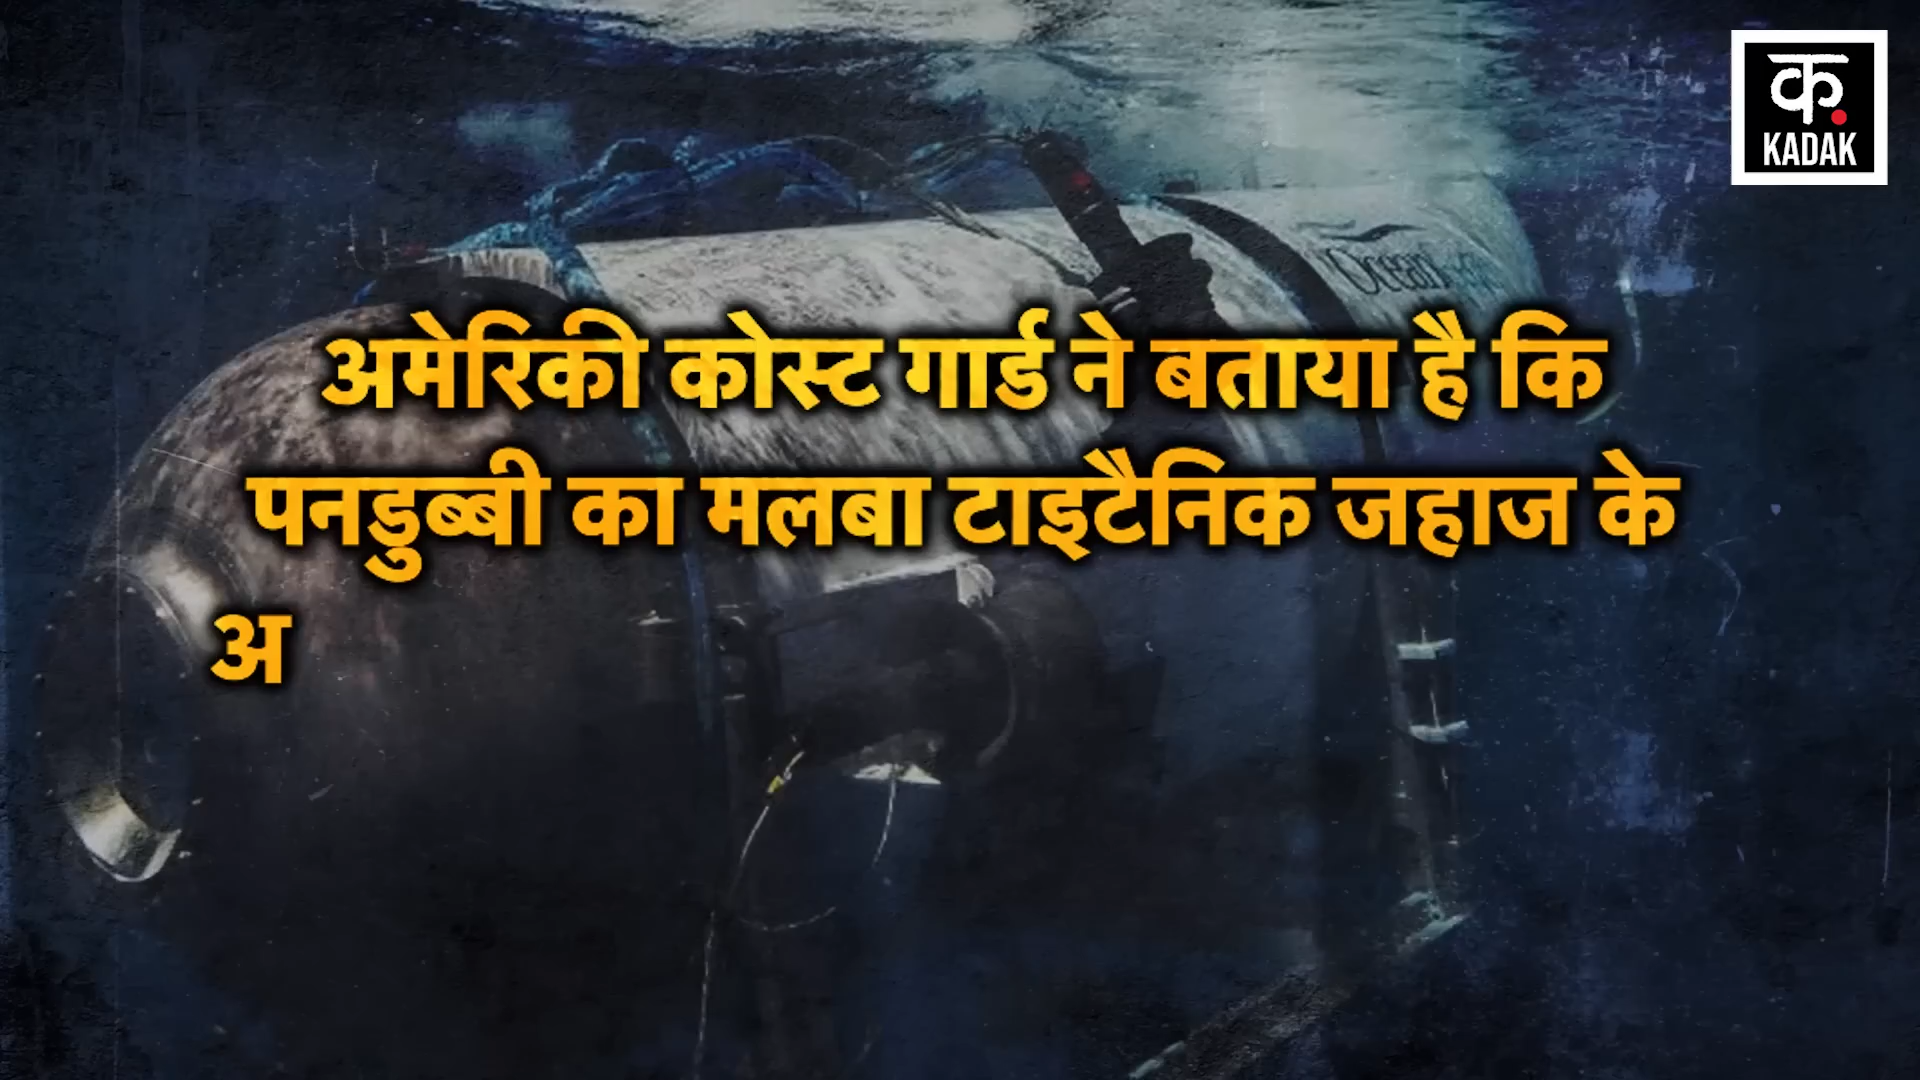 क.
KADAK
अमेरिकी कोस्ट गार्ड ने बताया है कि
पनडुब्बी का मलबा टाइटैनिक जहाज के
अ